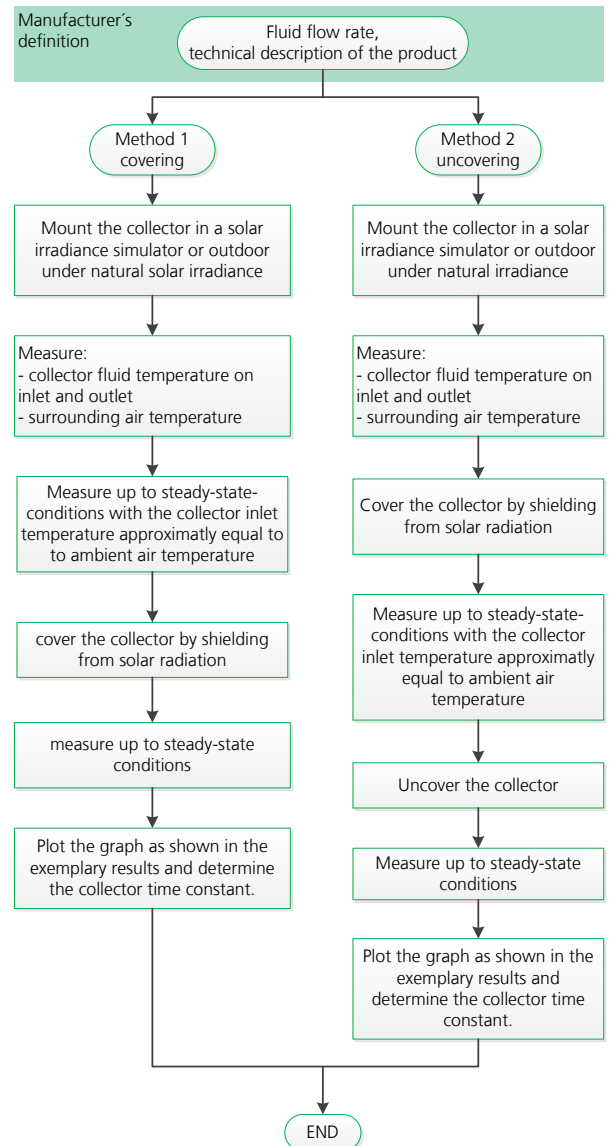 Manufacturer´s
definition
Fluid flow rate,
technical description of the product
Method 1
covering
Mount the collector in a solar
irradiance simulator or outdoor
under natural solar irradiance
Measure:
- collector fluid temperature on
inlet and outlet
- surrounding air temperature
Measure up to steady-state-
conditions with the collector inlet
temperature approximatly equal to
to ambient air temperature
cover the collector by shielding
from solar radiation
measure up to steady-state
conditions
Plot the graph as shown in the
exemplary results and determine
the collector time constant.
Method 2
uncovering
Mount the collector in a solar
irradiance simulator or outdoor
under natural irradiance
Measure:
- collector fluid temperature on
inlet and outlet
- surrounding air temperature
Cover the collector by shielding
from solar radiation
Measure up to steady-state-
conditions with the collector
inlet temperature approximatly
equal to ambient air
temperature
Uncover the collector
Measure up to steady-state
conditions
Plot the graph as shown in the
exemplary results and
determine the collector time
constant.
END